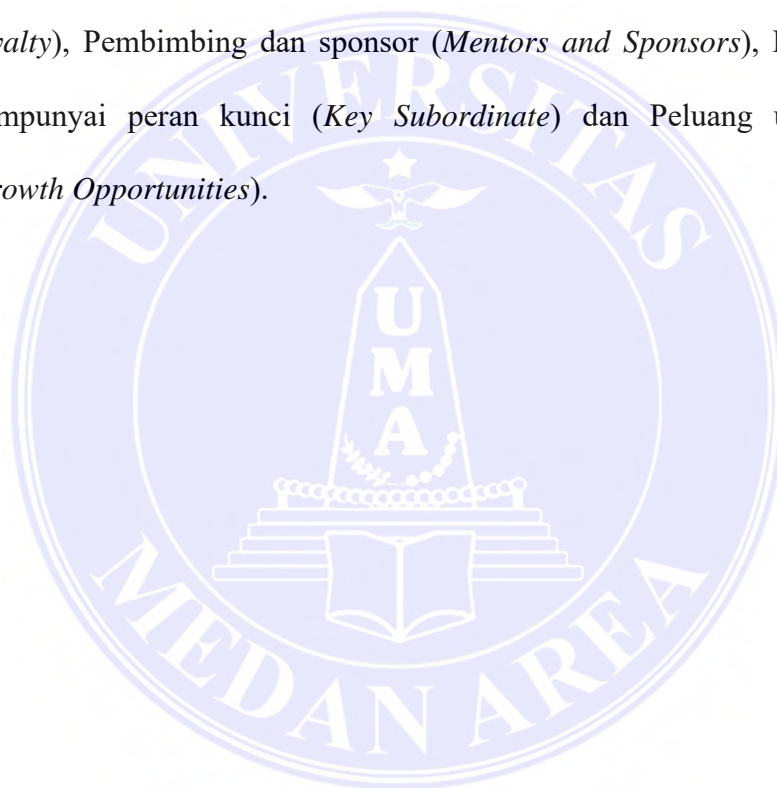 valty), Pembimbing dan sponsor (Mentors and Sponsors),
mpunyai peran kunci (Key Subordinate) dan Peluang
rowth Opportunities).
UNIVERSITAS
UMA
MEDAN AREA